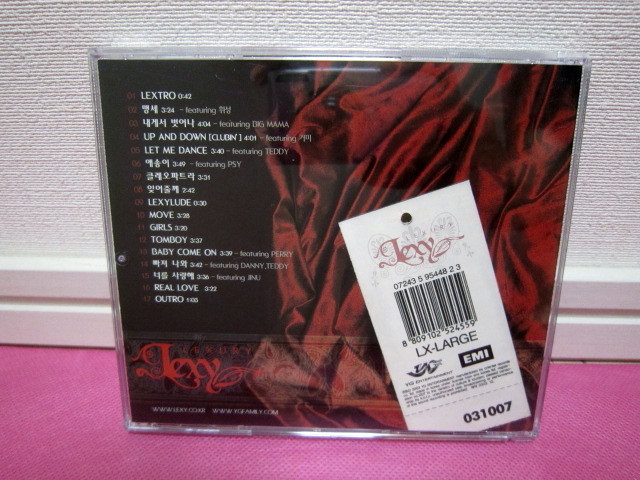 01 LEXTRO 0:42
02 맹세 3:24 - featuring 휘성
03 내게서 벗어나 4:04 - featuring BIG MAMA
04 UP AND DOWN [CLUBIN'] 4:01 - featuring 거미
05 LET ME DANCE 3:40 - featuring TEDDY
06 애송이 3:49 - featuring PSY
07 클레오파트라 3:31
08 잊어줄께 2:42
09 LEXYLUDE 0:30
10 MOVE 3:28
11 GIRLS 3:20
12 TOMBOY 3:37
13 BABY COME ON 3:39 - featuring PERRY
14 빠져 나와 3:42 - featuring DANNY,TEDDY
15 너를 사랑해 3:36 - featuring JINU
16 REAL LOVE 3:22
17 OUTRO 1:03
Lexy
WWW.LEXY.CO.KR WWW.YGFAMILY.COM
Lexy
07243 5 95448 2 3
8 809102 524559
LX-LARGE
YG ENTERTAINMENT
EMI
031007